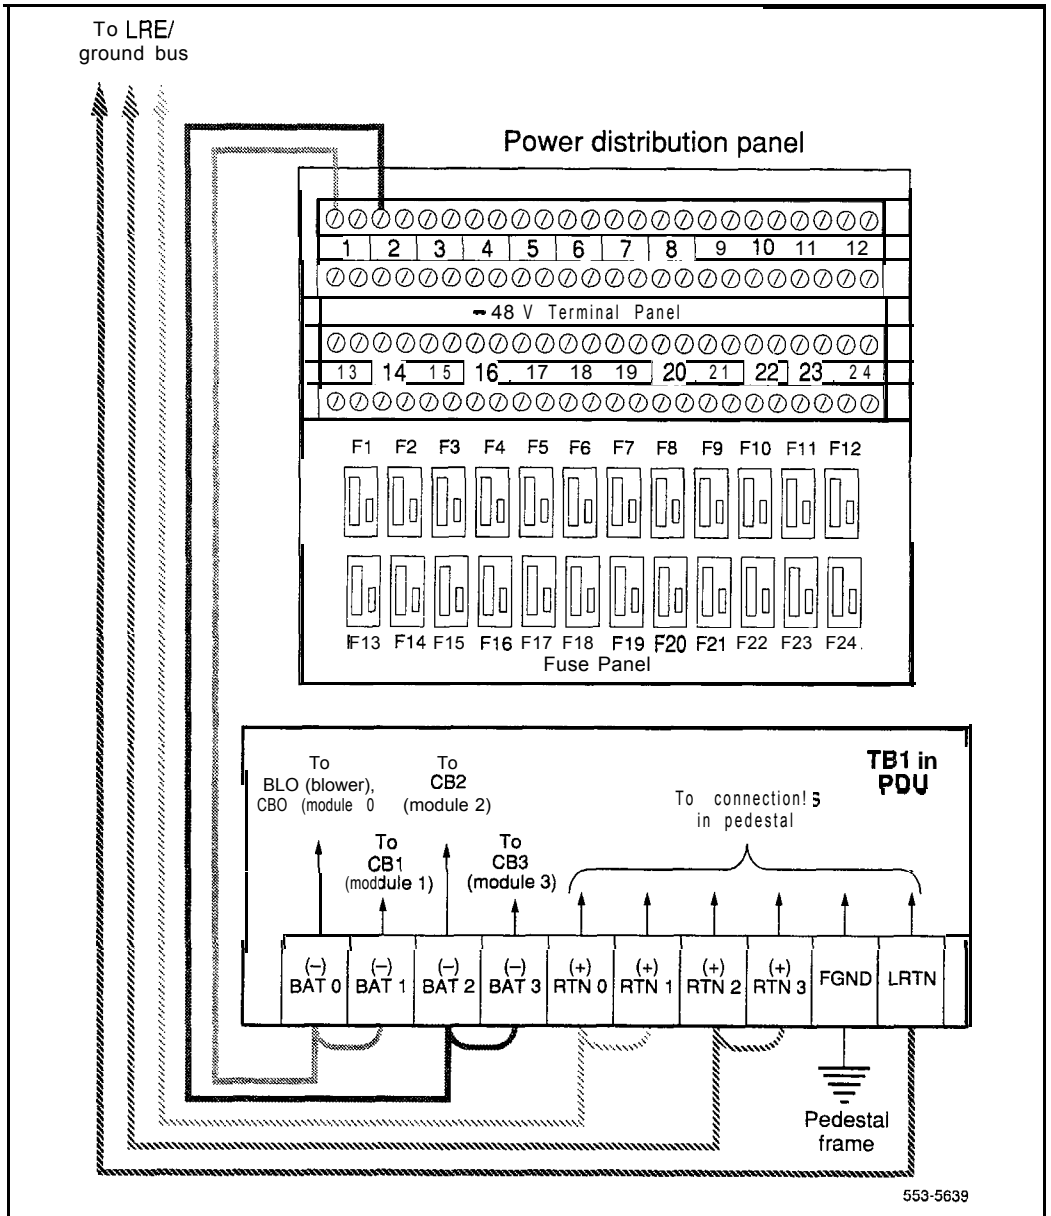 To LRE/
ground bus
Power distribution panel
1 2 3 4 5 6 7 8 9 10 11 12
- 48 V Terminal Panel
13 14 15 16 17 18 19 20 21 22 23 24
F1 F2 F3 F4 F5 F6 F7 F8 F9 F10 F11 F12
F13 F14 F15 F16 F17 F18 F19 F20 F21 F22 F23 F24.
Fuse Panel
TB1 in
PDU
To
BLO (blower),
CBO (module 0
To
CB2
(module 2)
To
CB1
(moddule 1)
To
CB3
(module 3)
To connection!s
in pedestal
(–) (–) (–) (–) (+) (+) (+) (+)
BAT 0 BAT 1 BAT 2 BAT 3 RTN 0 RTN 1 RTN 2 RTN 3 FGND LRTN
Pedestal
frame
553-5639